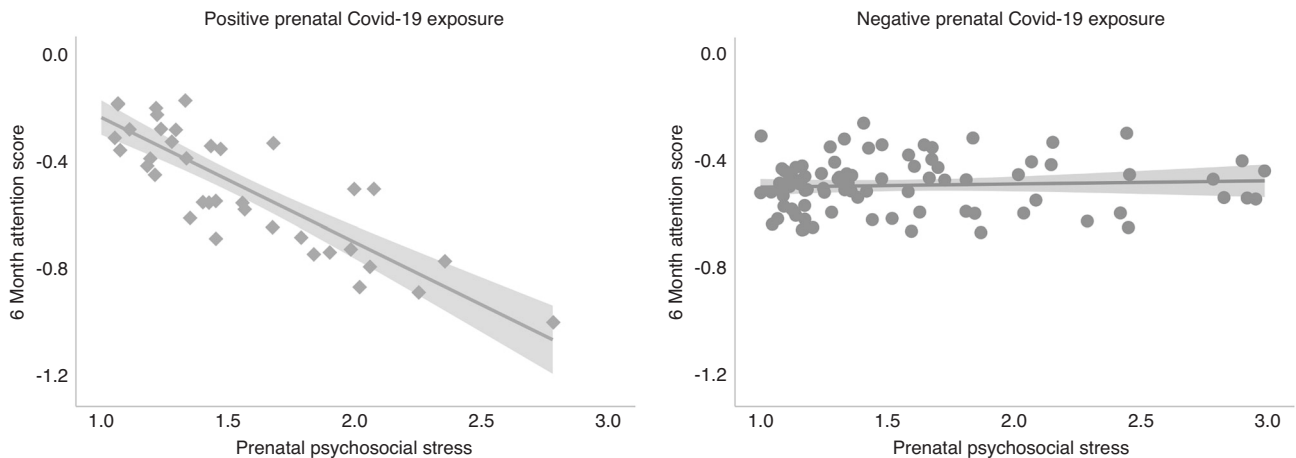 Positive prenatal Covid-19 exposure
0.0
-0.4
-0.8
-1.2
6 Month attention score
1.0 1.5 2.0 2.5 3.0
Prenatal psychosocial stress
Negative prenatal Covid-19 exposure
0.0
-0.4
-0.8
-1.2
6 Month attention score
1.0 1.5 2.0 2.5 3.0
Prenatal psychosocial stress